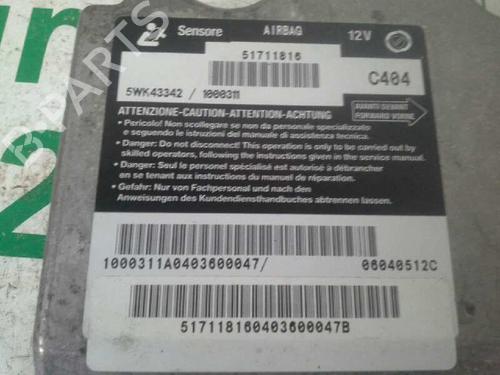 Sensore AIRBAG 12V
51711816
5WK43342 / 1000311 C404
ATTENZIONE-CAUTION-ATTENTION-ACHTUNG
AVANTI DEVANT
FORWARD VORNE
• Pericolo! Non scollegare se non da personale specializzato
e seguendo le istruzioni del manuale di assistenza tecnica.
• Danger: Do not disconnect! This operation is only to be carried out by
skilled operators, following the instructions given in the service manual.
• Danger: Seul le personel spécialisé est autorisé à débrancher
en se tenant aux instructions du manuel de réparation.
• Gefahr: Nur von Fachpersonal und nach den
Anweisungen des Kundendiensthandbuches abtrennen lassen.
1000311A0403600047/ 06040512C
517118160403600047B
PARTS